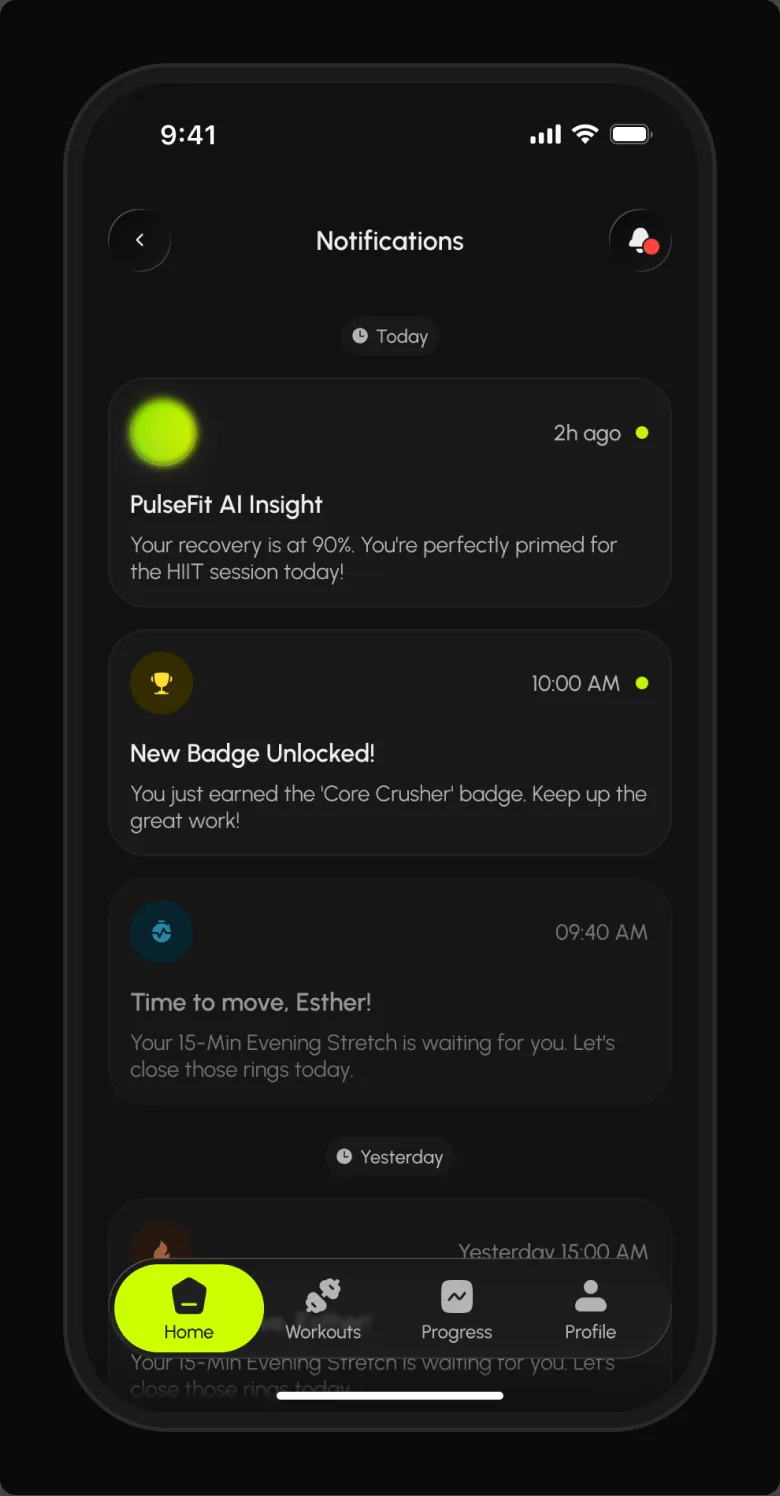 9:41
Notifications
Today
2h ago
PulseFit AI Insight
Your recovery is at 90%. You're perfectly primed for
the HIIT session today!
10:00 AM
New Badge Unlocked!
You just earned the 'Core Crusher' badge. Keep up the
great work!
09:40 AM
Time to move, Esther!
Your 15-Min Evening Stretch is waiting for you. Let's
close those rings today.
Yesterday
Yesterday 15:00 AM
Home
Workouts
Progress
Profile
Your 15-Min Evening Stretch is waiting for you. Let's
close those rings today.